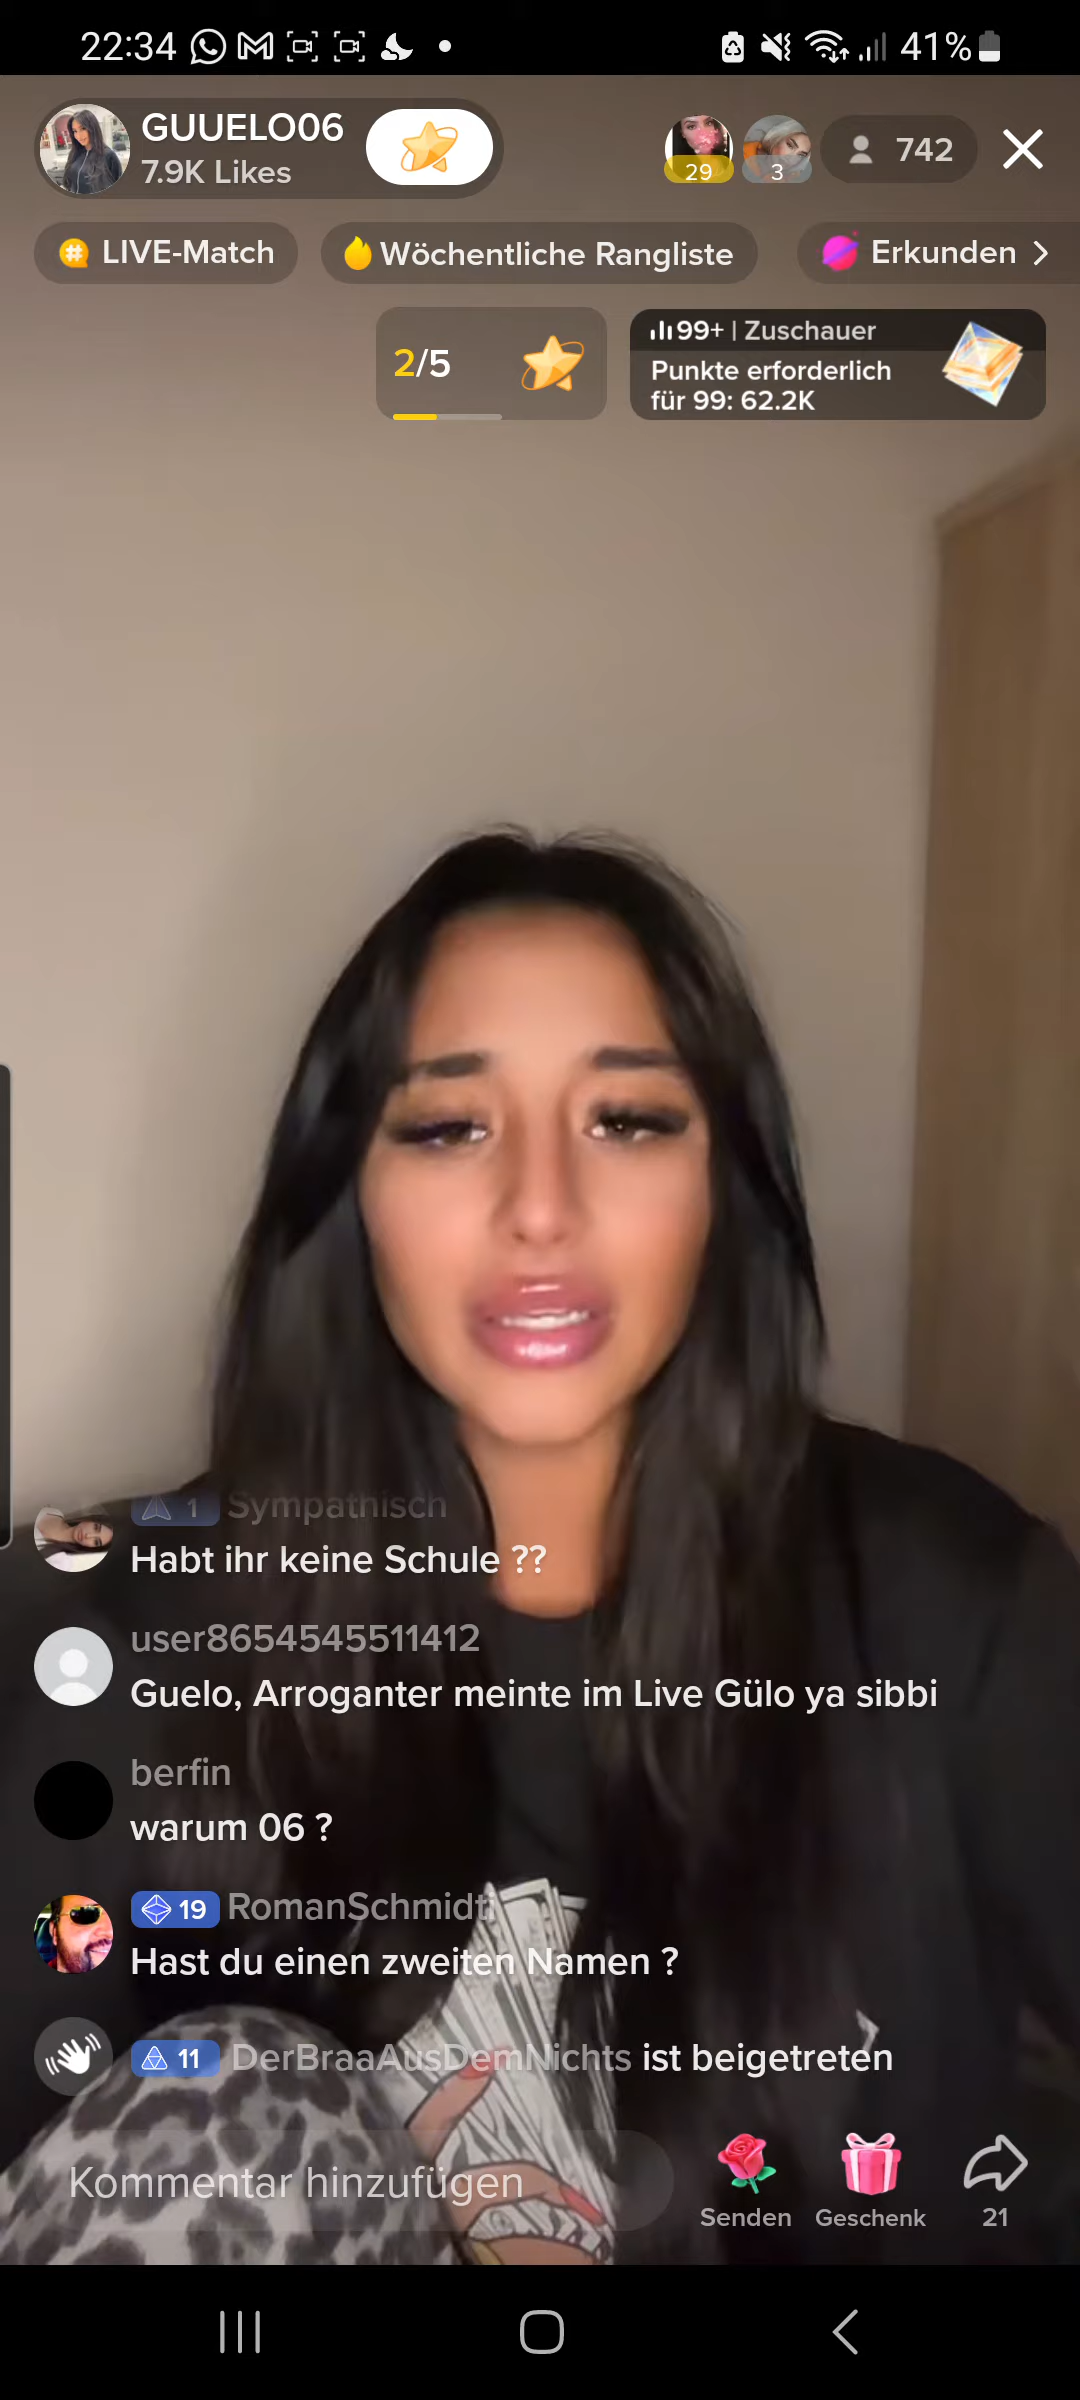 22:34
41%
GUUELO06
7.9K Likes
29
3
742
LIVE-Match
Wöchentliche Rangliste
Erkunden
2/5
99+ | Zuschauer
Punkte erforderlich
für 99: 62.2K
1 Sympathisch
Habt ihr keine Schule ??
user8654545511412
Guelo, Arroganter meinte im Live Gülo ya sibbi
berfin
warum 06 ?
19 RomanSchmidti
Hast du einen zweiten Namen ?
11 DerBraaAusDemNichts ist beigetreten
Kommentar hinzufügen
Senden
Geschenk
21